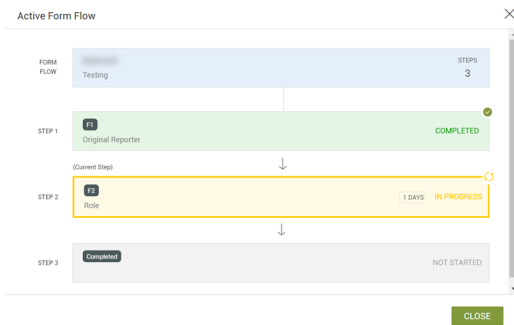 Active Form Flow
FORM FLOW
STEPS
3
Testing
STEP 1
F1
Original Reporter
COMPLETED
(Current Step)
STEP 2
F2
Role
1 DAYS
IN PROGRESS
STEP 3
Completed
NOT STARTED
CLOSE